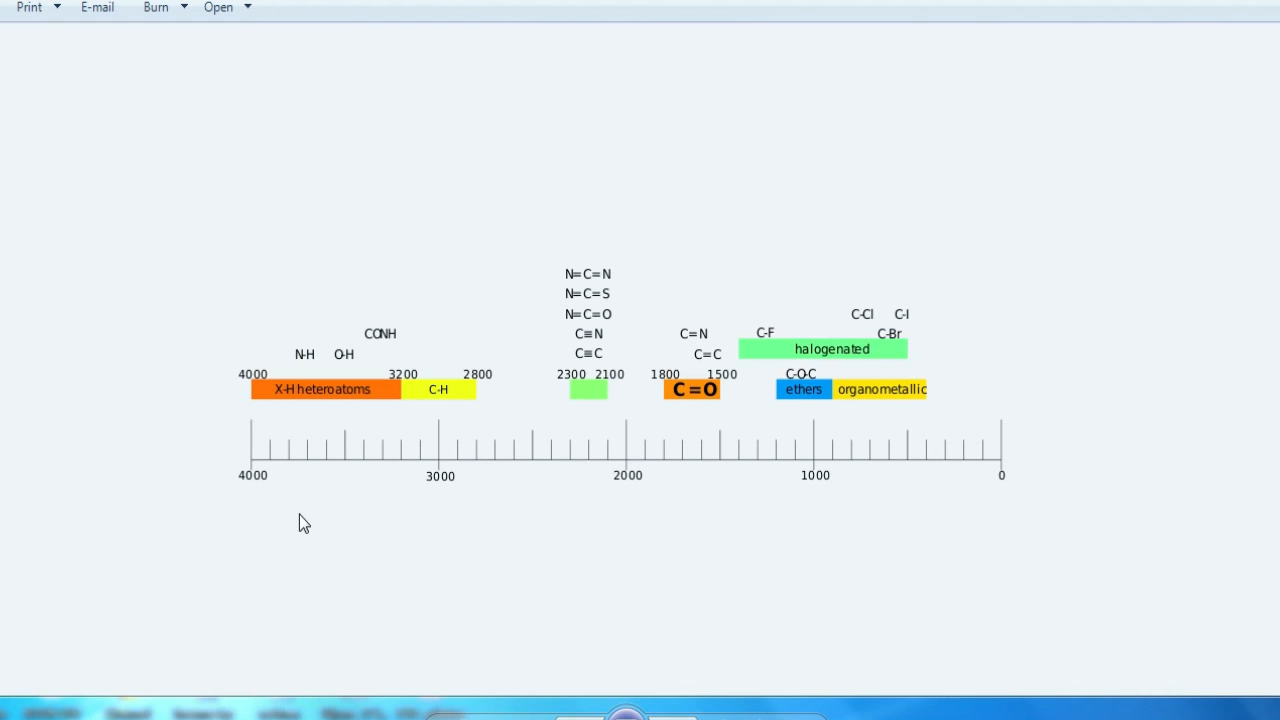 Print E-mail Burn Open
N=C=N
N=C=S
N=C=O C-Cl C-I
CONH C≡N C=N C-F C-Br
N-H O-H C≡C C=C halogenated
4000 3200 2800 2300 2100 1800 1500 C-O-C
X-H heteroatoms C-H C=O ethers organometallic
4000 3000 2000 1000 0